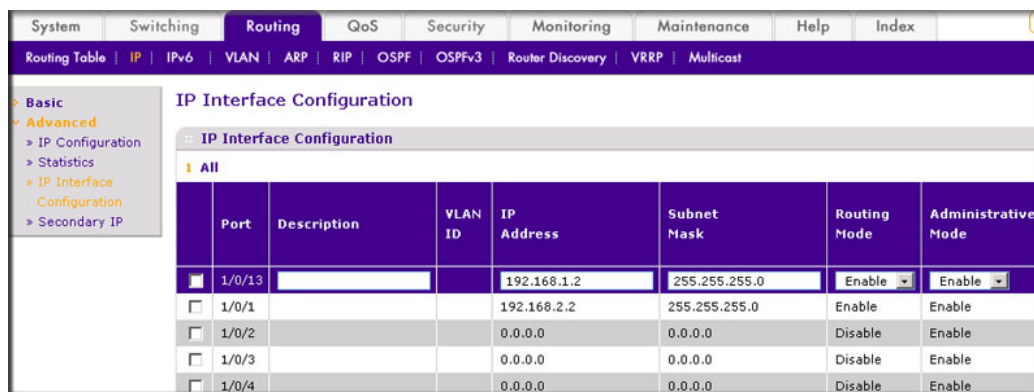 System Switching Routing QoS Security Monitoring Maintenance Help Index
Routing Table | IP | IPv6 | VLAN | ARP | RIP | OSPF | OSPFv3 | Router Discovery | VRRP | Multicast
Basic
Advanced
» IP Configuration
» Statistics
» IP Interface
Configuration
» Secondary IP
IP Interface Configuration
IP Interface Configuration
1 All
Port Description VLAN ID IP Address Subnet Mask Routing Mode Administrative Mode
1/0/13 192.168.1.2 255.255.255.0 Enable Enable
1/0/1 192.168.2.2 255.255.255.0 Enable Enable
1/0/2 0.0.0.0 0.0.0.0 Disable Enable
1/0/3 0.0.0.0 0.0.0.0 Disable Enable
1/0/4 0.0.0.0 0.0.0.0 Disable Enable